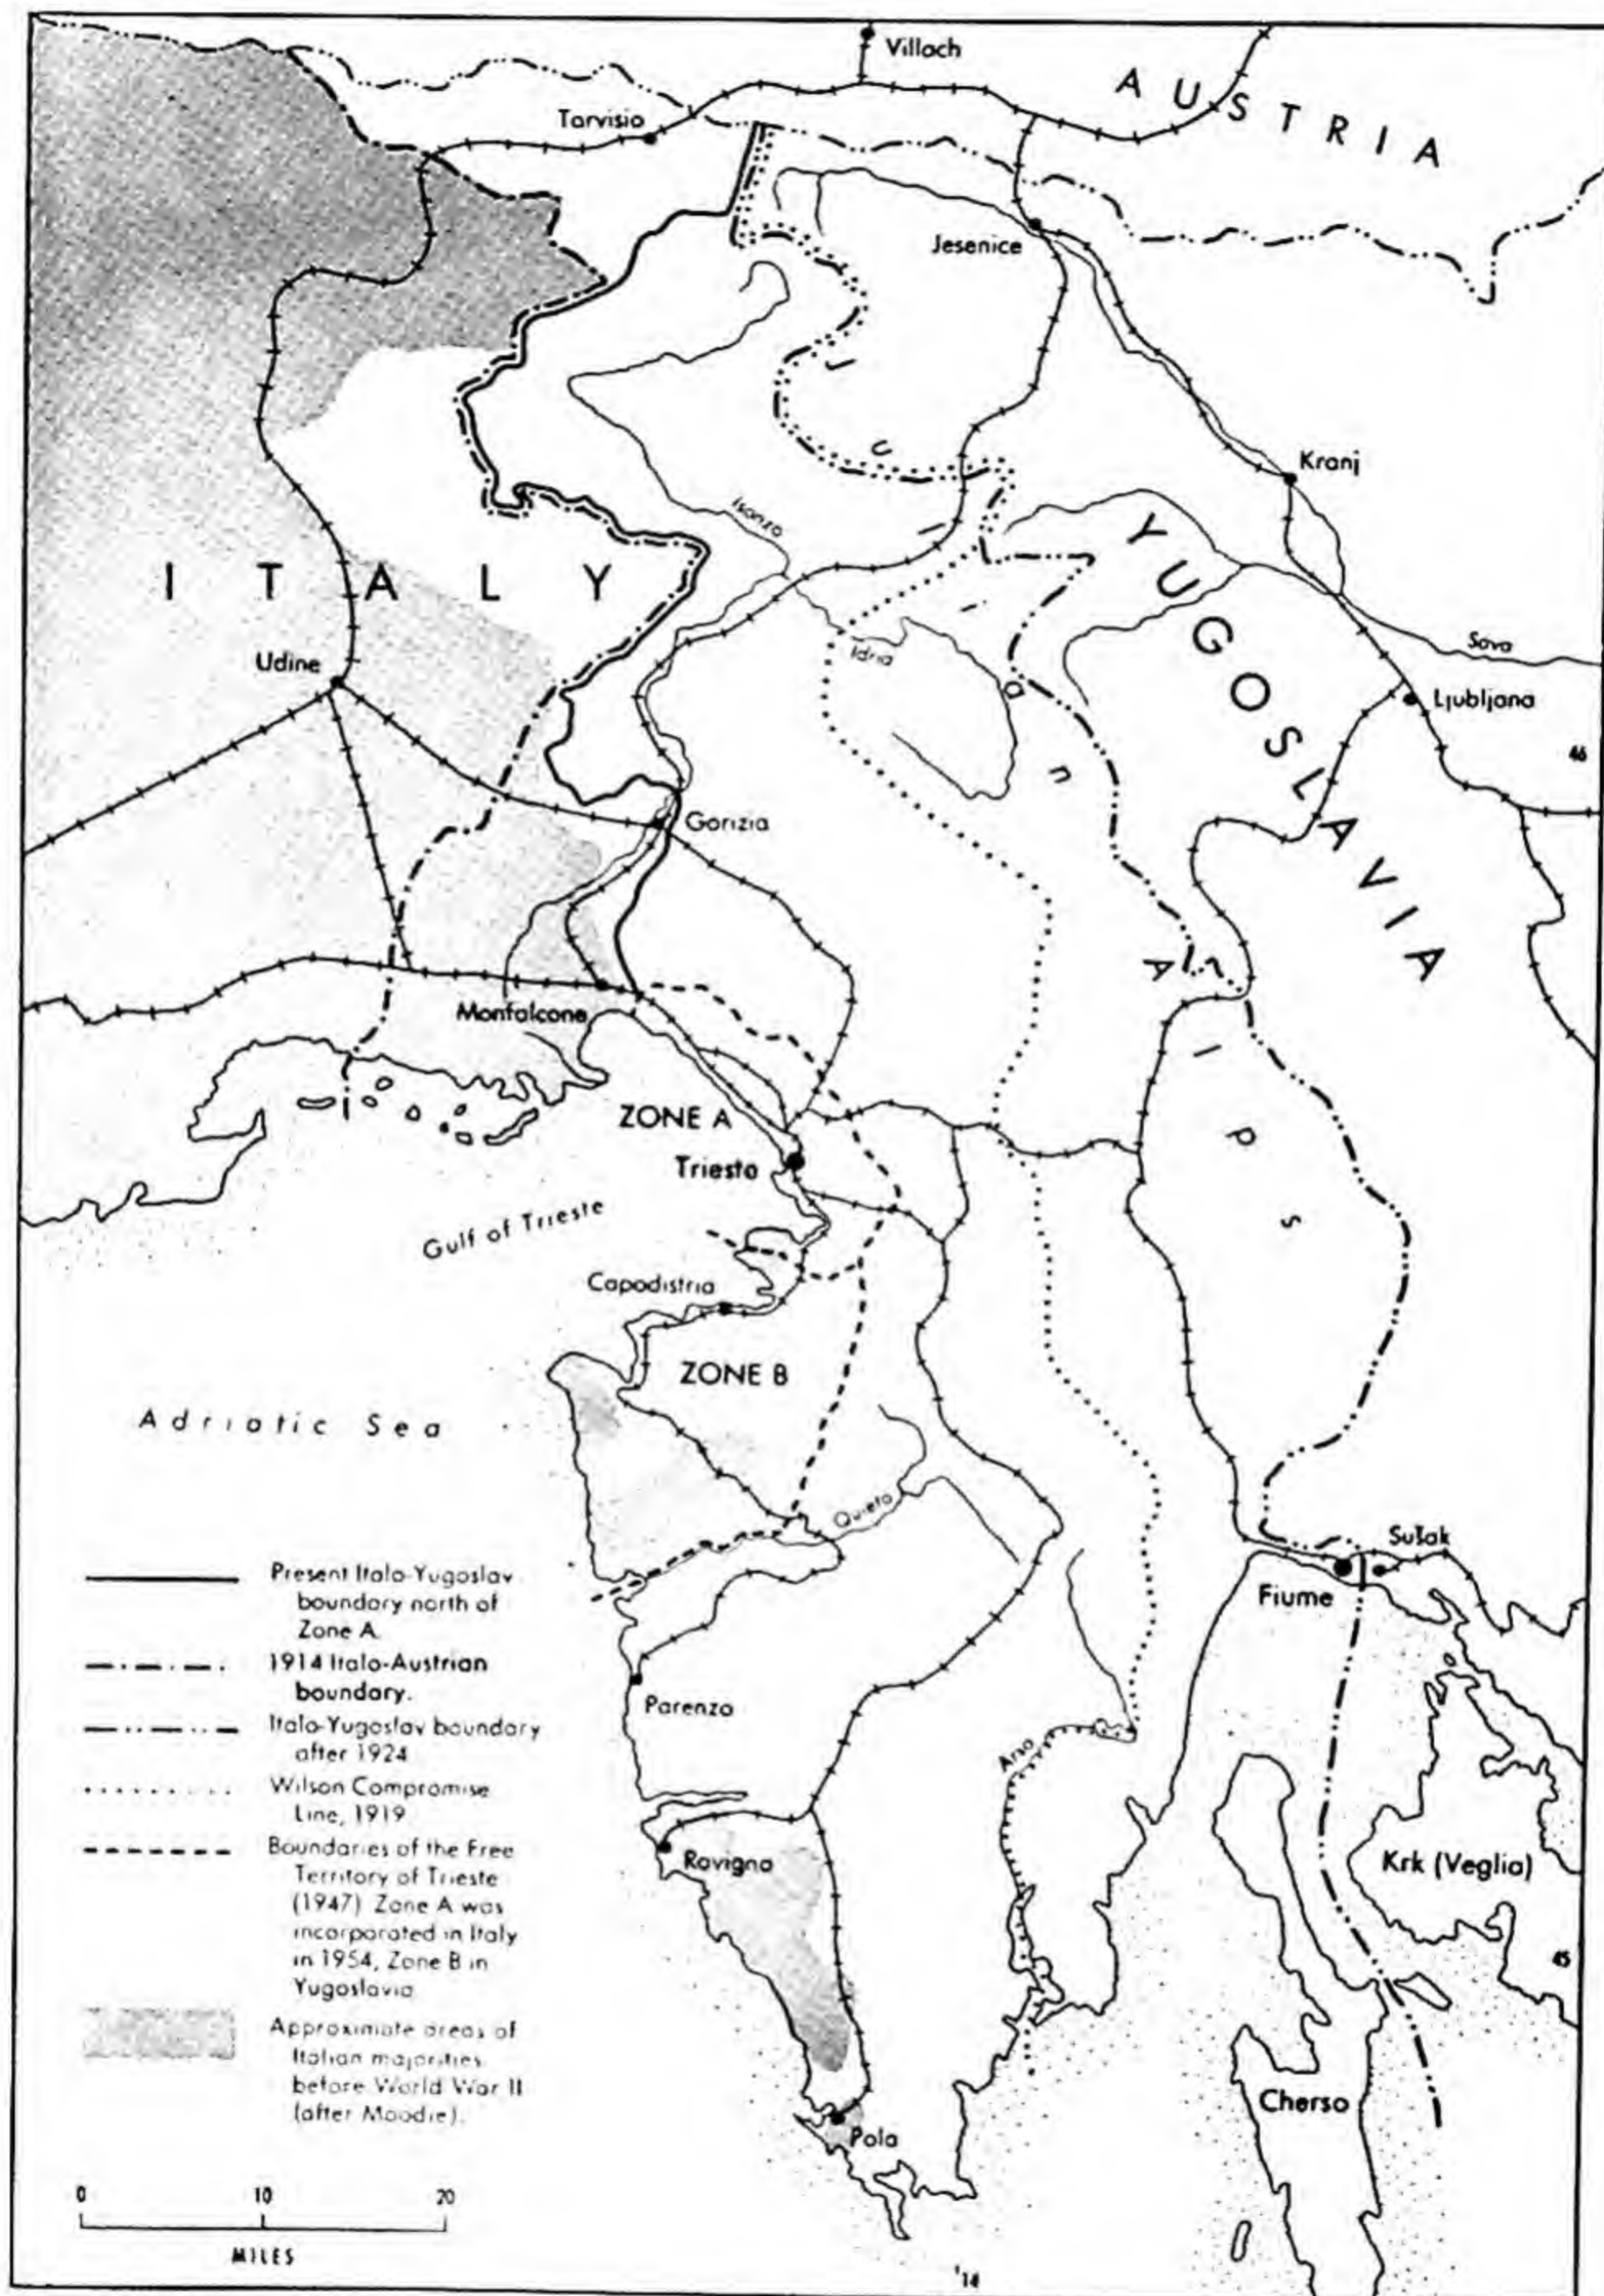 Villach
AUSTRIA
Tarvisio
Jesenice
Julian Alps
Kranj
Isonzo
YUGOSLAVIA
ITALY
Idria
Sava
Udine
Ljubljana
46
Gorizia
Monfalcone
ZONE A
Trieste
Gulf of Trieste
Capodistria
ZONE B
Adriatic Sea
Quieto
Sušak
Fiume
Present Italo-Yugoslav
boundary north of
Zone A.
1914 Italo-Austrian
boundary.
Italo-Yugoslav boundary
after 1924
Wilson Compromise
Line, 1919
Boundaries of the Free
Territory of Trieste
(1947) Zone A was
incorporated in Italy
in 1954, Zone B in
Yugoslavia
Approximate areas of
Italian majorities
before World War II
(after Moodie).
Parenzo
Arso
Rovigno
Krk (Veglia)
45
Cherso
Pola
0 10 20
MILES
'14